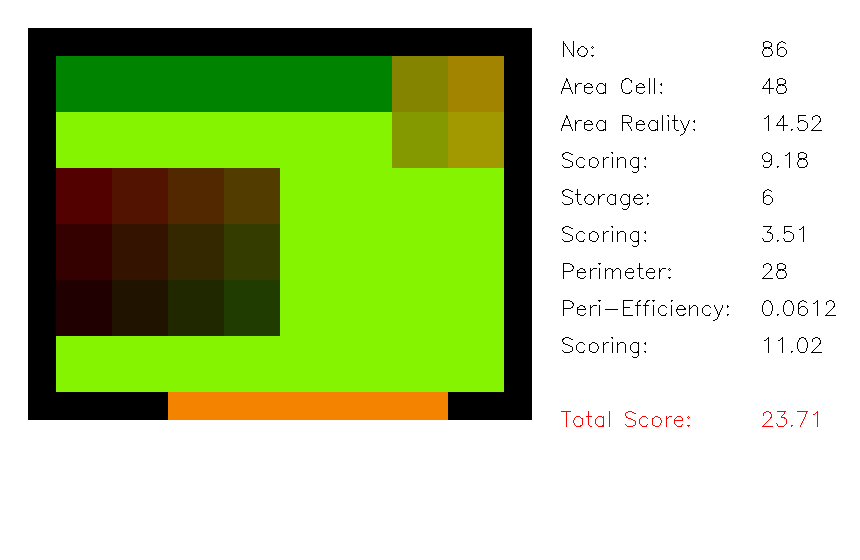 No: 86
Area Cell: 48
Area Reality: 14.52
Scoring: 9.18
Storage: 6
Scoring: 3.51
Perimeter: 28
Peri-Efficiency: 0.0612
Scoring: 11.02
Total Score: 23.71